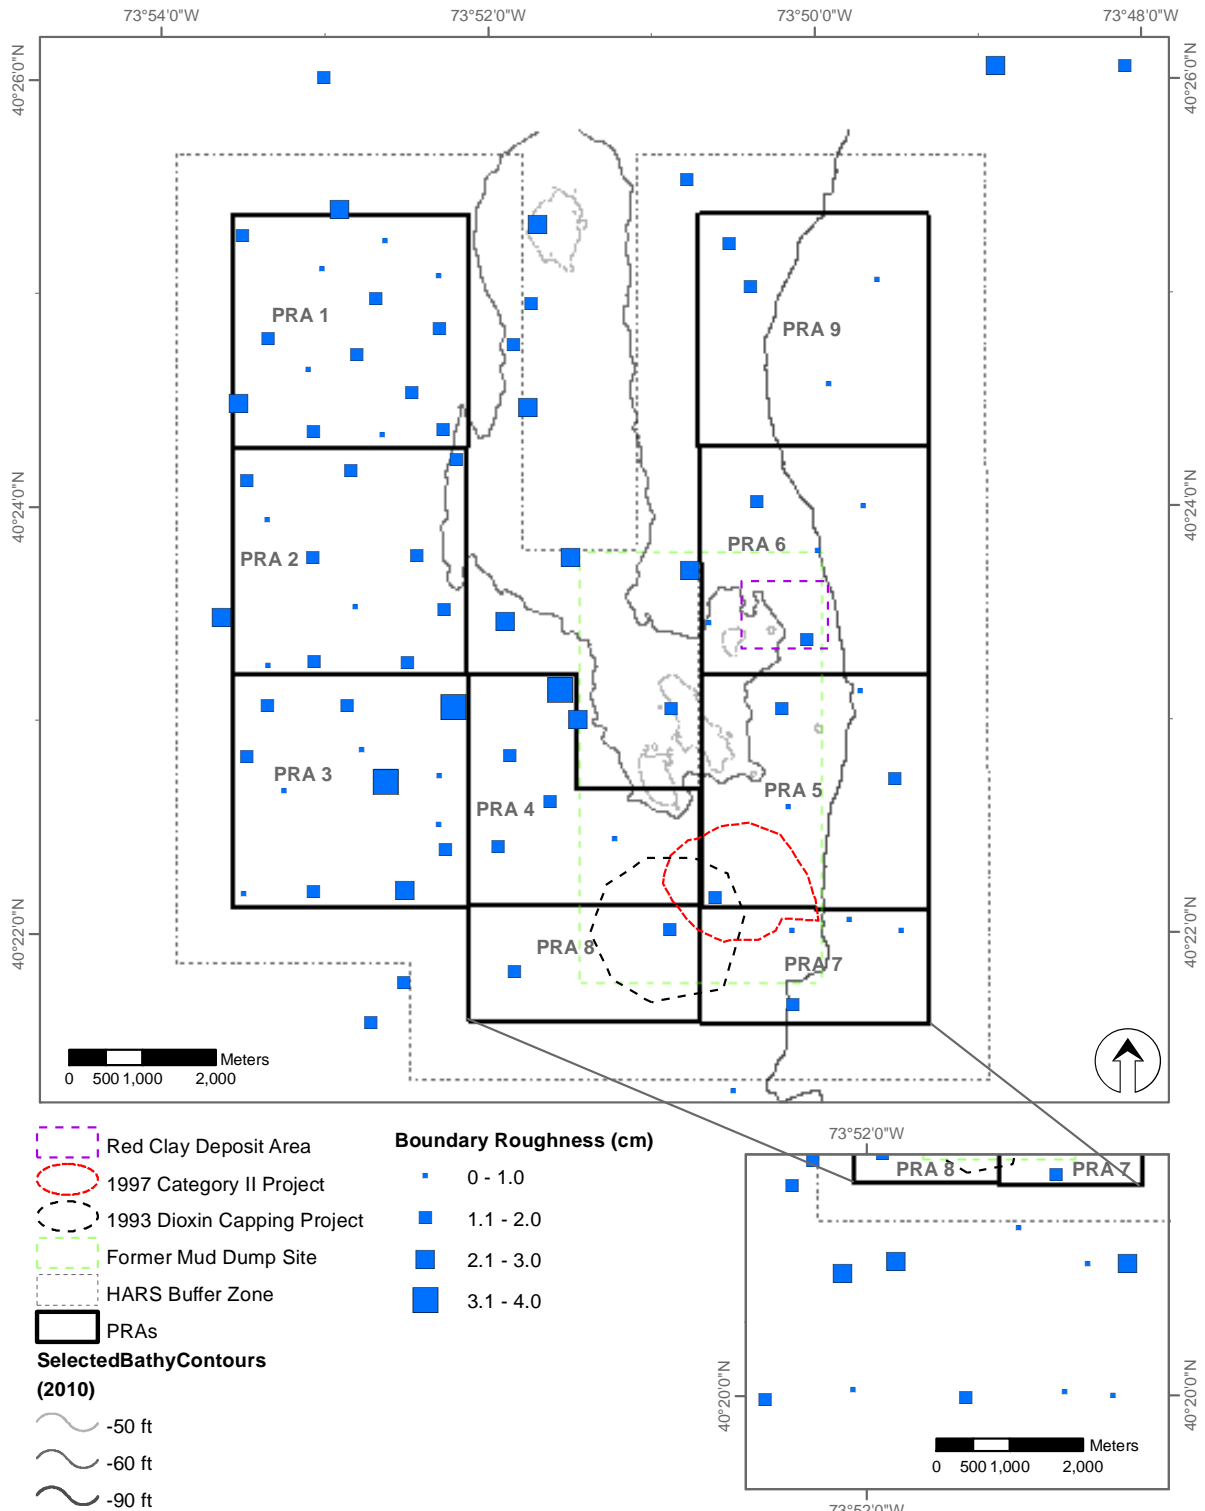 73°54'0"W 73°52'0"W 73°50'0"W 73°48'0"W
40°26'0"N 40°26'0"N
PRA 1
PRA 9
40°24'0"N 40°24'0"N
PRA 2
PRA 6
PRA 3
PRA 4
PRA 5
40°22'0"N 40°22'0"N
PRA 8
PRA 7
Meters
0 500 1,000 2,000
Red Clay Deposit Area
1997 Category II Project
1993 Dioxin Capping Project
Former Mud Dump Site
HARS Buffer Zone
PRAs
SelectedBathyContours
(2010)
-50 ft
-60 ft
-90 ft
Boundary Roughness (cm)
0 - 1.0
1.1 - 2.0
2.1 - 3.0
3.1 - 4.0
73°52'0"W
PRA 8 PRA 7
40°20'0"N 40°20'0"N
Meters
0 500 1,000 2,000
73°52'0"W